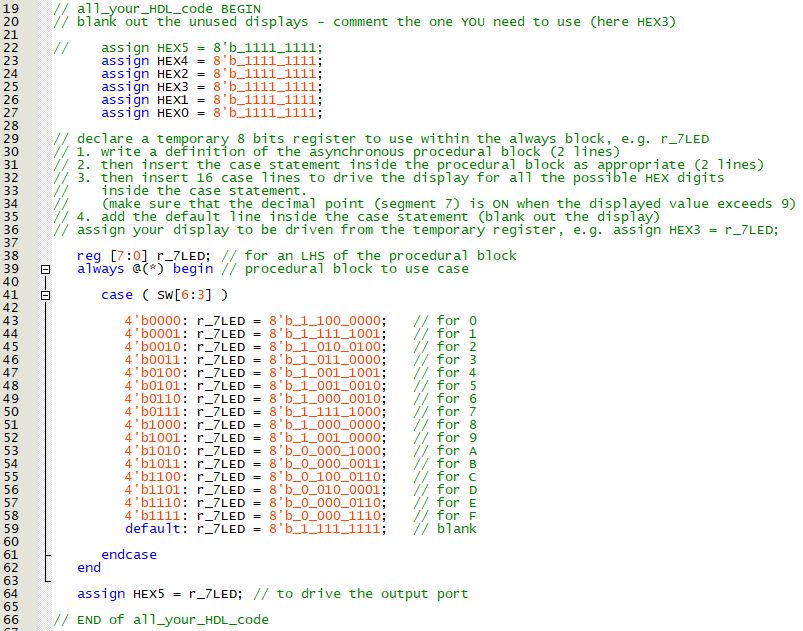 19 // all_your_HDL_code BEGIN
20 // blank out the unused displays – comment the one YOU need to use (here HEX3)
21
22 // assign HEX5 = 8'b_1111_1111;
23 assign HEX4 = 8'b_1111_1111;
24 assign HEX2 = 8'b_1111_1111;
25 assign HEX3 = 8'b_1111_1111;
26 assign HEX1 = 8'b_1111_1111;
27 assign HEX0 = 8'b_1111_1111;
28
29 // declare a temporary 8 bits register to use within the always block, e.g. r_7LED
30 // 1. write a definition of the asynchronous procedural block (2 lines)
31 // 2. then insert the case statement inside the procedural block as appropriate (2 lines)
32 // 3. then insert 16 case lines to drive the display for all the possible HEX digits
33 // inside the case statement.
34 // (make sure that the decimal point (segment 7) is ON when the displayed value exceeds 9)
35 // 4. add the default line inside the case statement (blank out the display)
36 // assign your display to be driven from the temporary register, e.g. assign HEX3 = r_7LED;
37
38 reg [7:0] r_7LED; // for an LHS of the procedural block
39 always @(*) begin // procedural block to use case
40
41 case ( SW[6:3] )
42
43 4'b0000: r_7LED = 8'b_1_100_0000; // for 0
44 4'b0001: r_7LED = 8'b_1_111_1001; // for 1
45 4'b0010: r_7LED = 8'b_1_010_0100; // for 2
46 4'b0011: r_7LED = 8'b_1_011_0000; // for 3
47 4'b0100: r_7LED = 8'b_1_001_1001; // for 4
48 4'b0101: r_7LED = 8'b_1_001_0010; // for 5
49 4'b0110: r_7LED = 8'b_1_000_0010; // for 6
50 4'b0111: r_7LED = 8'b_1_111_1000; // for 7
51 4'b1000: r_7LED = 8'b_1_000_0000; // for 8
52 4'b1001: r_7LED = 8'b_1_001_0000; // for 9
53 4'b1010: r_7LED = 8'b_0_000_1000; // for A
54 4'b1011: r_7LED = 8'b_0_000_0011; // for B
55 4'b1100: r_7LED = 8'b_0_100_0110; // for C
56 4'b1101: r_7LED = 8'b_0_010_0001; // for D
57 4'b1110: r_7LED = 8'b_0_000_0110; // for E
58 4'b1111: r_7LED = 8'b_0_000_1110; // for F
59 default: r_7LED = 8'b_1_111_1111; // blank
60
61 endcase
62 end
63
64 assign HEX5 = r_7LED; // to drive the output port
65
66 // END of all_your_HDL_code